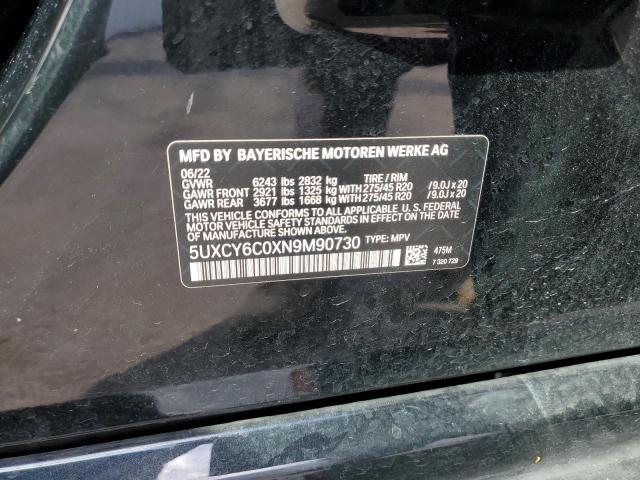 MFD BY BAYERISCHE MOTOREN WERKE AG
06/22
GVWR 6243 lbs 2832 kg TIRE / RIM
GAWR FRONT 2921 lbs 1325 kg WITH 275/45 R20 /9.0J x 20
GAWR REAR 3677 lbs 1668 kg WITH 275/45 R20 /9.0J x 20
THIS VEHICLE CONFORMS TO ALL APPLICABLE U. S. FEDERAL
MOTOR VEHICLE SAFETY STANDARDS IN EFFECT ON THE DATE
OF MANUFACTURE SHOWN ABOVE.
5UXCY6C0XN9M90730 TYPE: MPV
475M
7 320 729